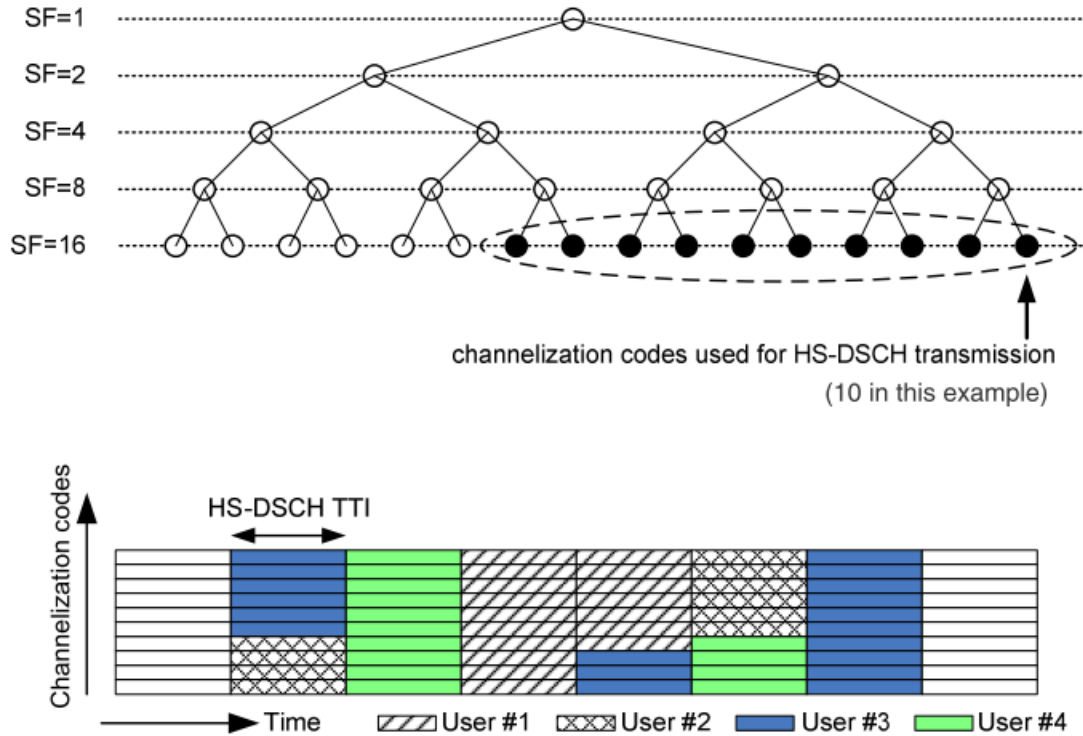 SF=1
SF=2
SF=4
SF=8
SF=16
channelization codes used for HS-DSCH transmission
(10 in this example)
Channelization codes
HS-DSCH TTI
Time
User #1
User #2
User #3
User #4